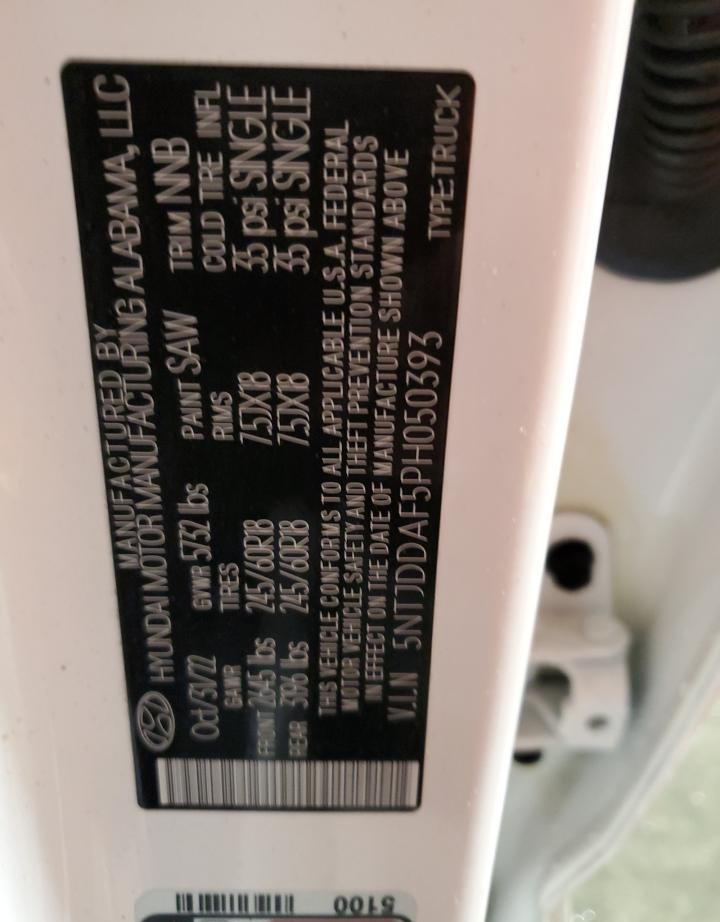 MANUFACTURED BY
HYUNDAI MOTOR MANUFACTURING ALABAMA, LLC
Oct/31/22 GVWR 5732 lbs PAINT SAW TRIM NNB
GAWR TIRES RIMS COLD TIRE INFL
FRONT 2645 lbs 245/60R18 7.5JX18 35 psi SINGLE
REAR 3196 lbs 245/60R18 7.5JX18 35 psi SINGLE
THIS VEHICLE CONFORMS TO ALL APPLICABLE U.S.A. FEDERAL
MOTOR VEHICLE SAFETY AND THEFT PREVENTION STANDARDS
IN EFFECT ON THE DATE OF MANUFACTURE SHOWN ABOVE
V.I.N 5NTJDDAF5PH050393 TYPE:TRUCK
5100